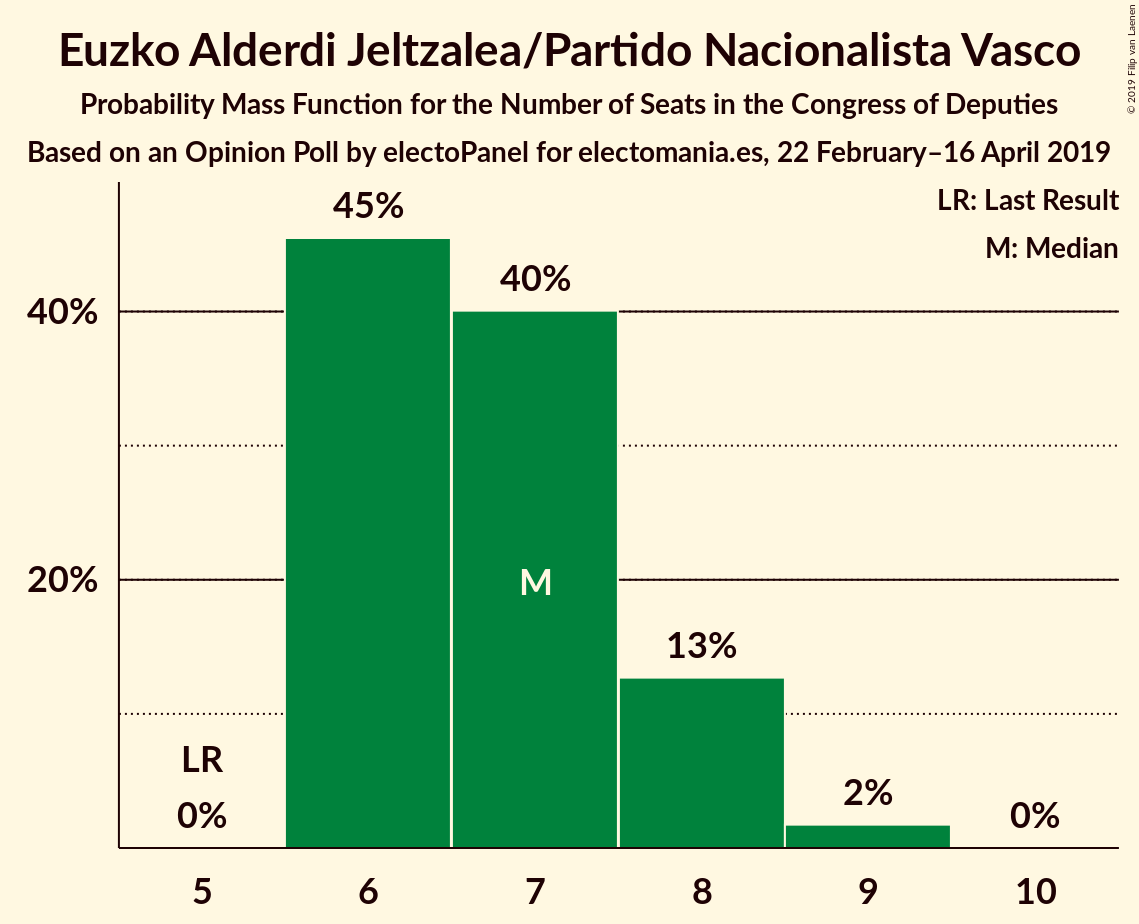 Euzko Alderdi Jeltzalea/Partido Nacionalista Vasco
Probability Mass Function for the Number of Seats in the Congress of Deputies
Based on an Opinion Poll by electoPanel for electomania.es, 22 February–16 April 2019
© 2019 Filip van Laenen
LR: Last Result
M: Median
45%
40%
40%
M
20%
13%
LR
0%
2%
0%
5
6
7
8
9
10